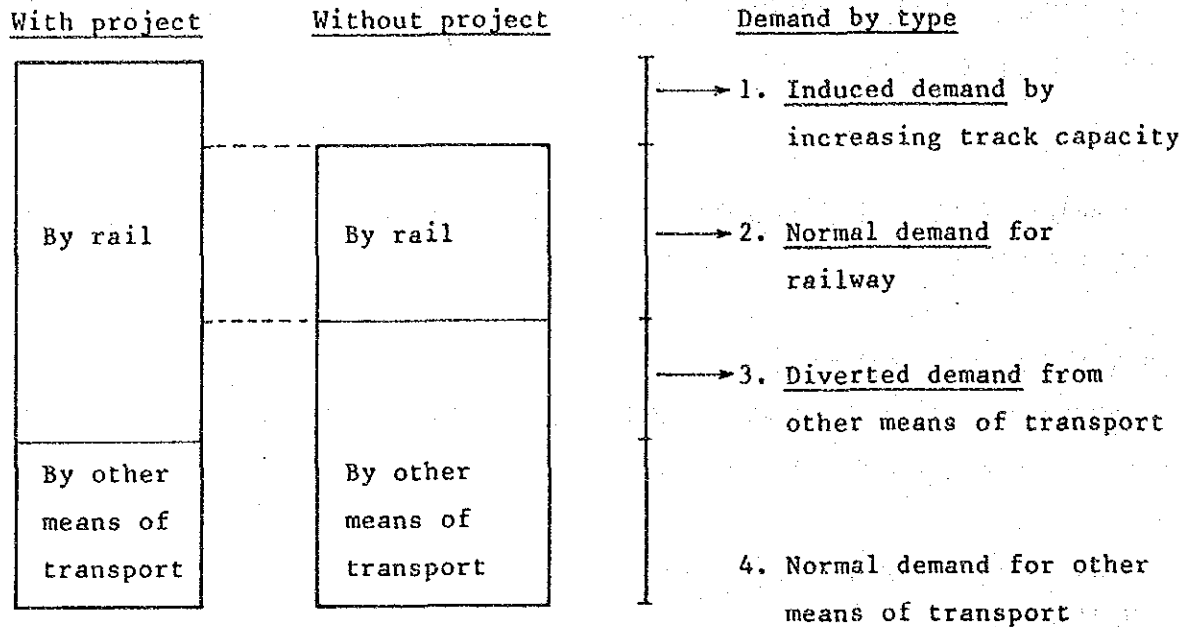 With project
Without project
Demand by type
By rail
By other
means of
transport
By rail
By other
means of
transport
1. Induced demand by
increasing track capacity
2. Normal demand for
railway
3. Diverted demand from
other means of transport
4. Normal demand for other
means of transport